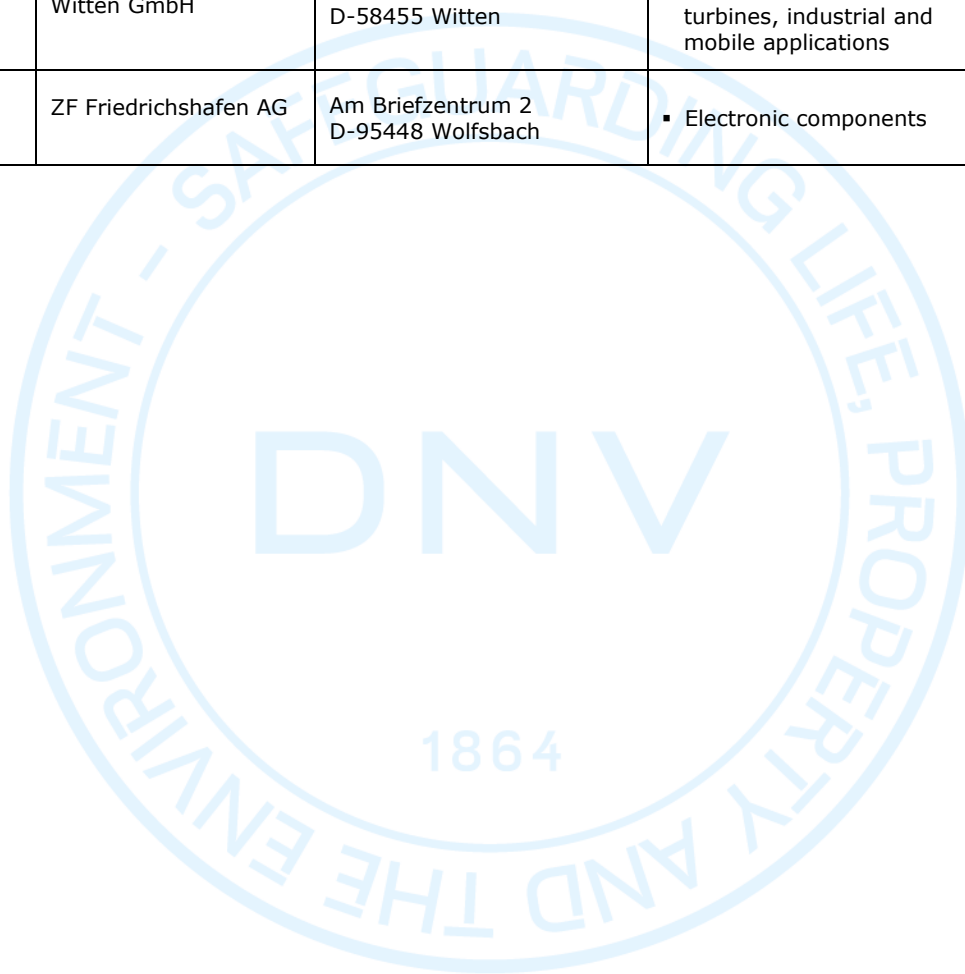 Witten GmbH
D-58455 Witten
turbines, industrial and
mobile applications
ZF Friedrichshafen AG
Am Briefzentrum 2
D-95448 Wolfsbach
▪ Electronic components
SAFEGUARDING LIFE, PROPERTY AND THE ENVIRONMENT -
DNV
1864